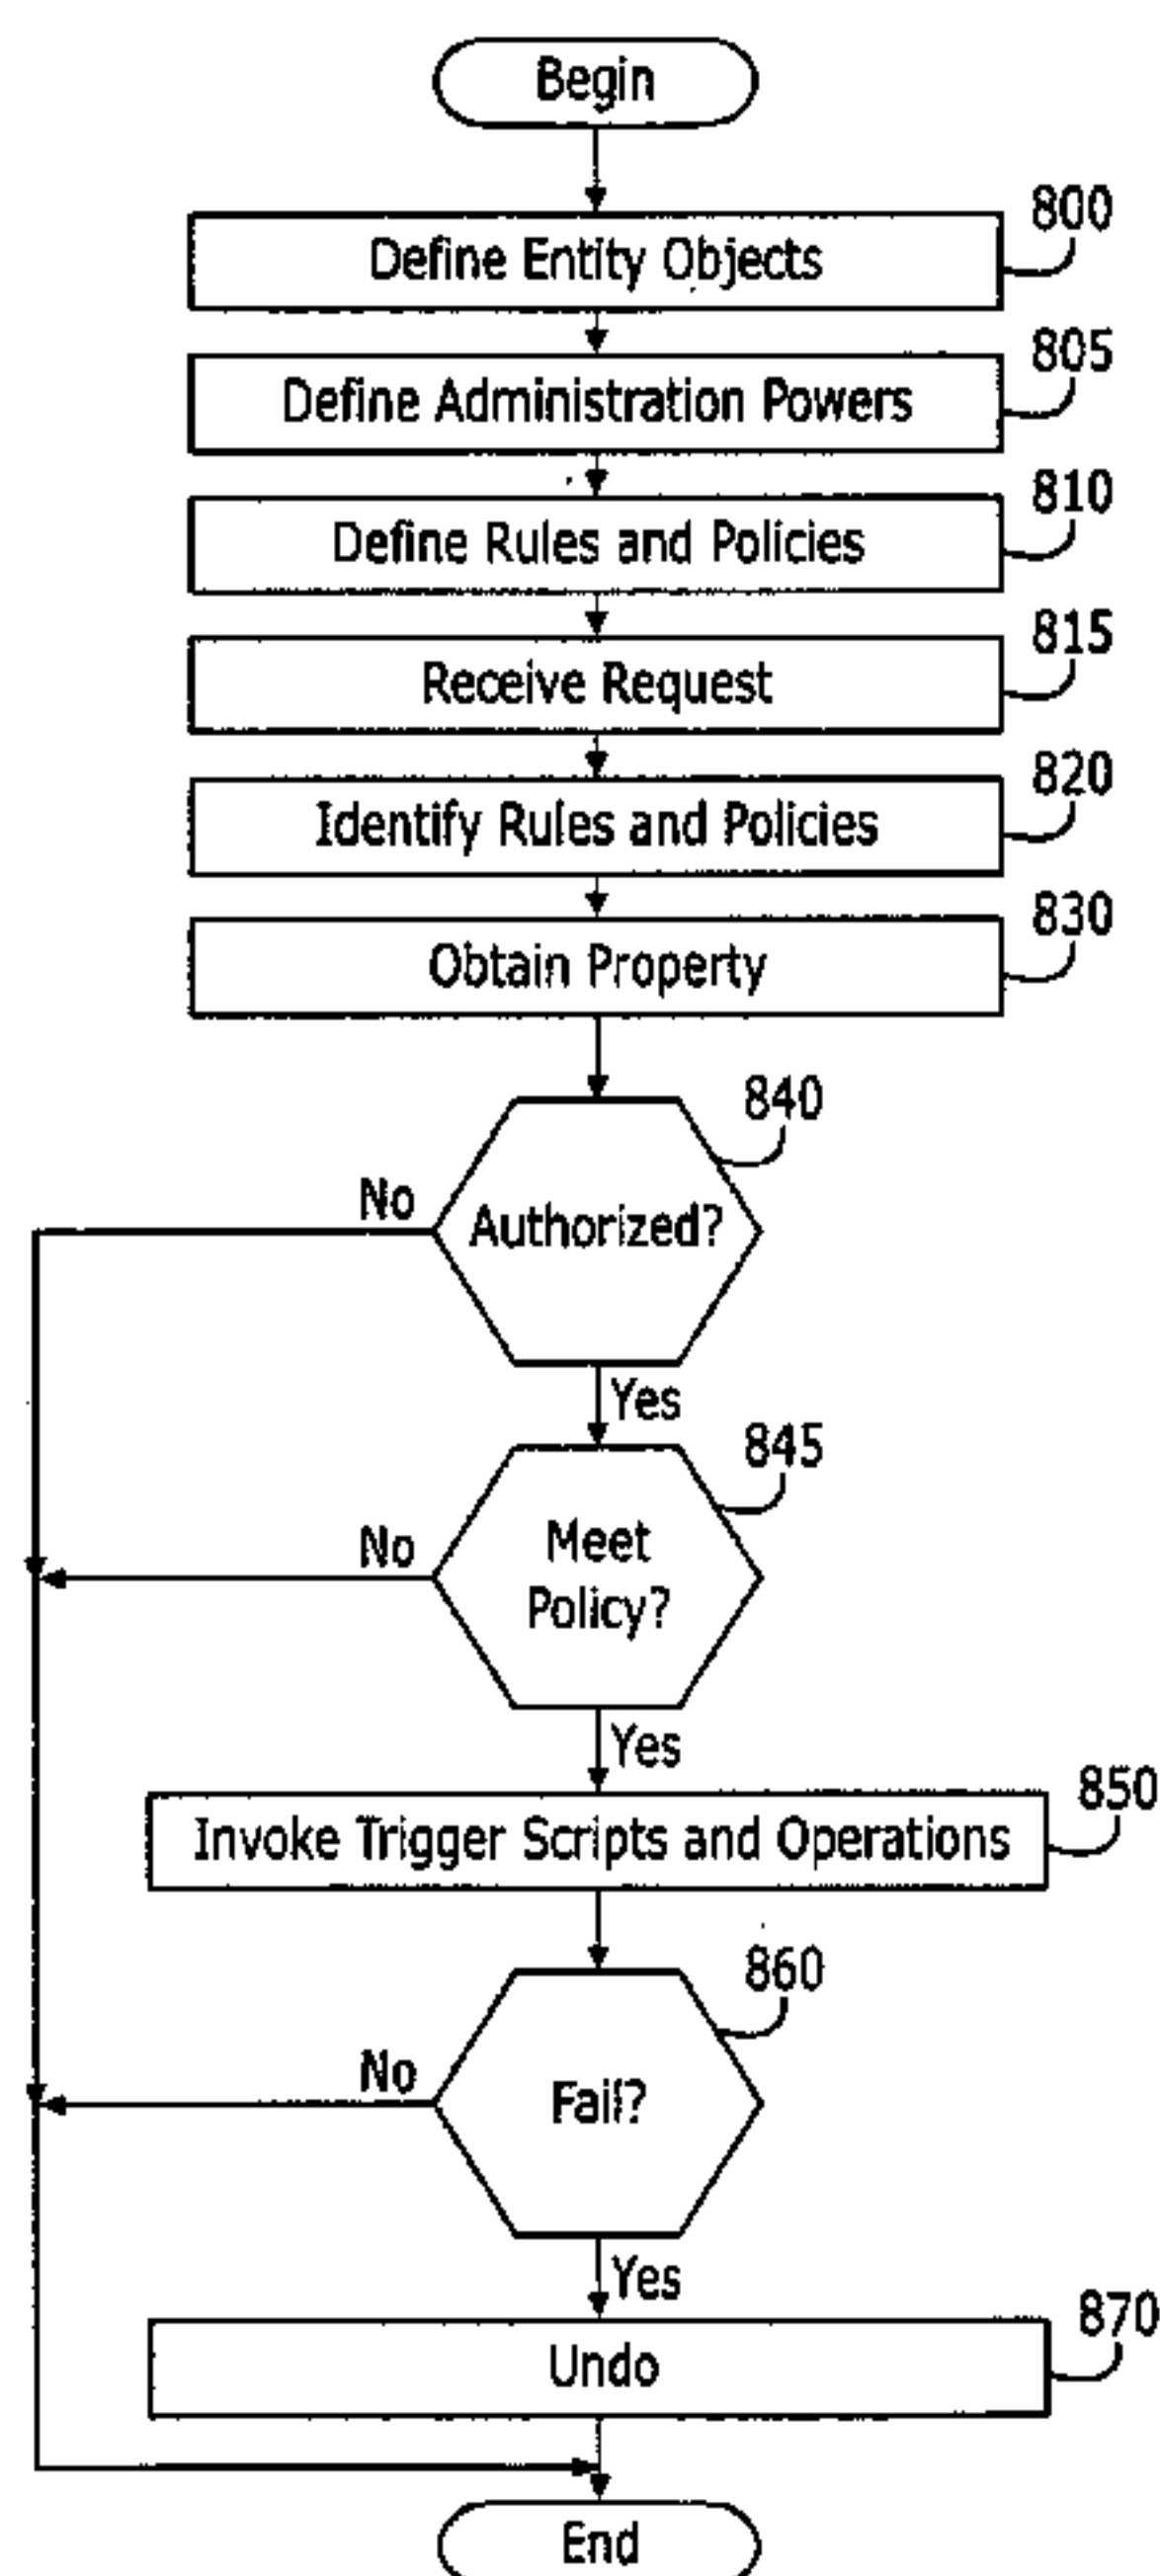 Begin
800
Define Entity Objects
805
Define Administration Powers
810
Define Rules and Policies
815
Receive Request
820
Identify Rules and Policies
830
Obtain Property
840
No
Authorized?
Yes
845
No
Meet
Policy?
Yes
850
Invoke Trigger Scripts and Operations
860
No
Fail?
Yes
870
Undo
End